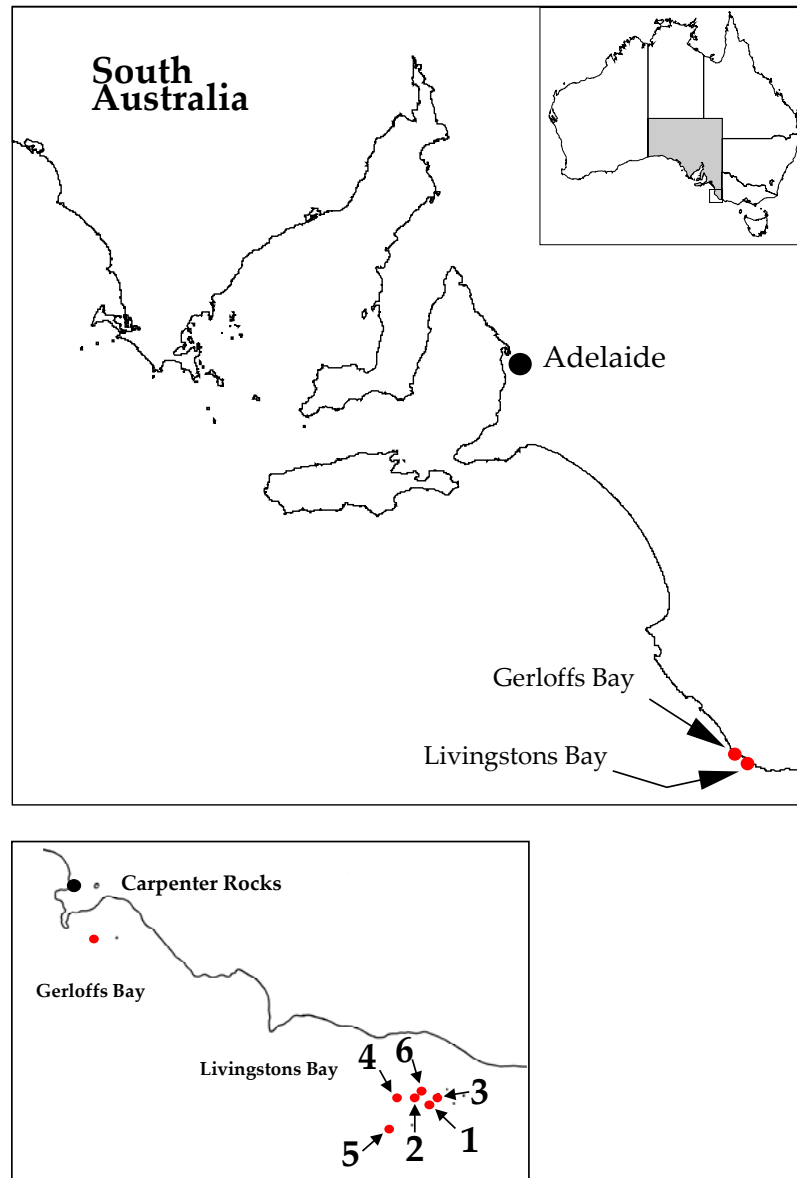 South
Australia
Adelaide
Gerloffs Bay
Livingstons Bay
Carpenter Rocks
Gerloffs Bay
Livingstons Bay
4
6
3
5
2
1